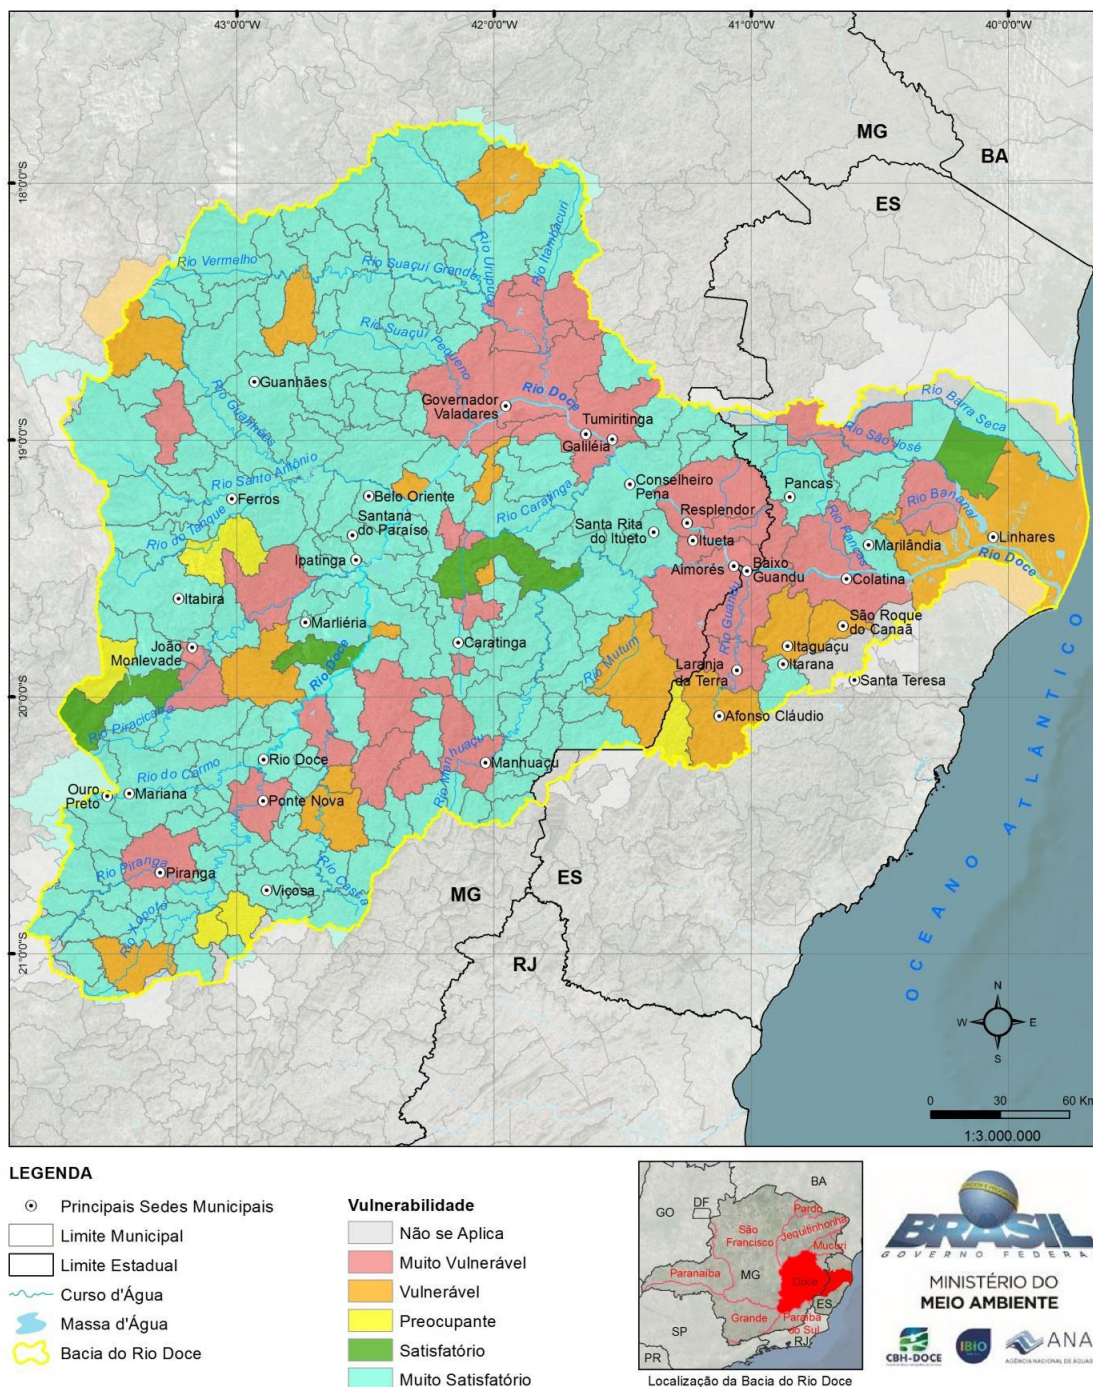 43°0'0"W
42°0'0"W
41°0'0"W
40°0'0"W
18°0'0"S
19°0'0"S
20°0'0"S
21°0'0"S
MG
BA
ES
Rio Vermelho
Rio Suaçuí Grande
Rio Itambacuri
Rio Suaçuí Pequeno
Guanhães
Rio Guanhães
Governador
Valadares
Rio Doce
Tumiritinga
Galiléia
Rio Barra Seca
Rio São José
Rio Santo Antônio
Ferros
Belo Oriente
Rio Caratinga
Conselheiro
Pena
Pancas
Rio do Tanque
Santana
do Paraíso
Santa Rita
do Itueto
Resplendor
Itueta
Rio Bananal
Rio Pancas
Marilândia
Linhares
Ipatinga
Aimorés
Baixo
Guandu
Colatina
Rio Doce
Itabira
Marliéria
Rio Guandu
São Roque
do Canaã
João
Monlevade
Caratinga
Rio Doce
Rio Mutum
Itaguaçu
Itarana
Laranja
da Terra
Santa Teresa
Rio Piracicaba
Afonso Cláudio
Rio Manhuaçu
Manhuaçu
Rio do Carmo
Rio Doce
Ouro
Preto
Mariana
Ponte Nova
Rio Piranga
Piranga
Rio Casca
Viçosa
Rio Xopotó
MG
ES
RJ
OCEANO ATLÂNTICO
N
W
E
S
0 30 60 Km
1:3.000.000
LEGENDA
Principais Sedes Municipais
Limite Municipal
Limite Estadual
Curso d'Água
Massa d'Água
Bacia do Rio Doce
Vulnerabilidade
Não se Aplica
Muito Vulnerável
Vulnerável
Preocupante
Satisfatório
Muito Satisfatório
BA
DF
GO
Pardo
São
Francisco
Jequitinhonha
Mucuri
Paranaíba
MG
Doce
ES
Grande
Paraíba
do Sul
SP
RJ
PR
Localização da Bacia do Rio Doce
ORDEM E PROGRESSO
BRASIL
GOVERNO FEDERAL
MINISTÉRIO DO
MEIO AMBIENTE
CBH-DOCE
IBIO
ANA
AGÊNCIA NACIONAL DE ÁGUAS